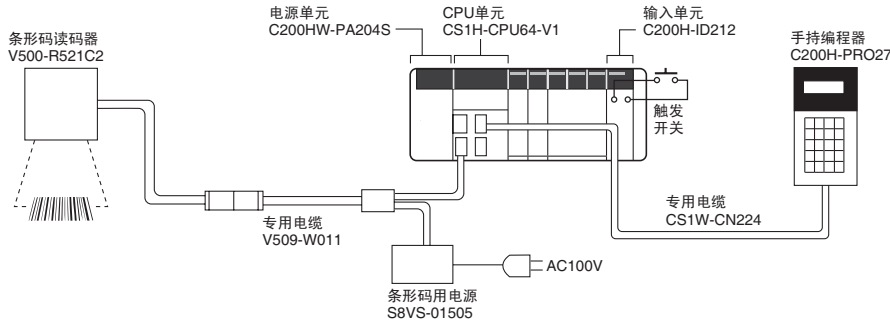 电源单元
C200HW-PA204S
CPU单元
CS1H-CPU64-V1
输入单元
C200H-ID212
条形码读码器
V500-R521C2
手持编程器
C200H-PRO27
触发
开关
专用电缆
V509-W011
专用电缆
CS1W-CN224
AC100V
条形码用电源
S8VS-01505